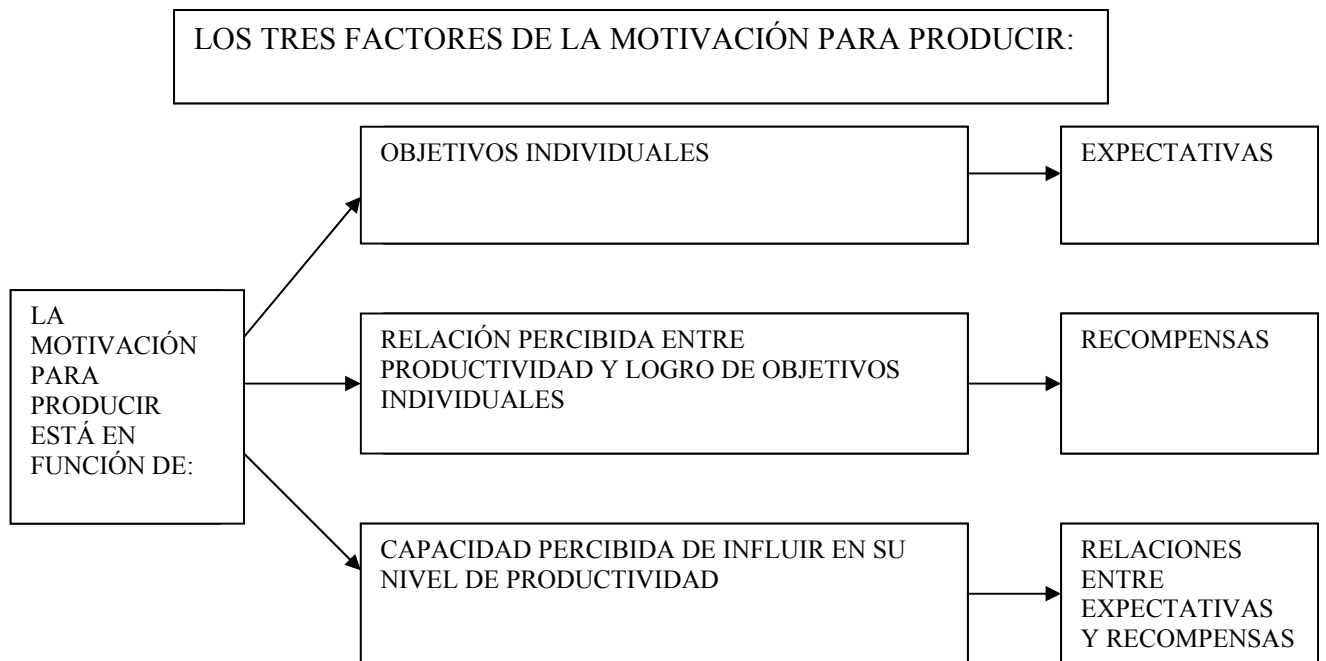 LOS TRES FACTORES DE LA MOTIVACIÓN PARA PRODUCIR:
OBJETIVOS INDIVIDUALES
EXPECTATIVAS
LA
MOTIVACIÓN
PARA
PRODUCIR
ESTÁ EN
FUNCIÓN DE:
RELACIÓN PERCIBIDA ENTRE
PRODUCTIVIDAD Y LOGRO DE OBJETIVOS
INDIVIDUALES
RECOMPENSAS
CAPACIDAD PERCIBIDA DE INFLUIR EN SU
NIVEL DE PRODUCTIVIDAD
RELACIONES
ENTRE
EXPECTATIVAS
Y RECOMPENSAS